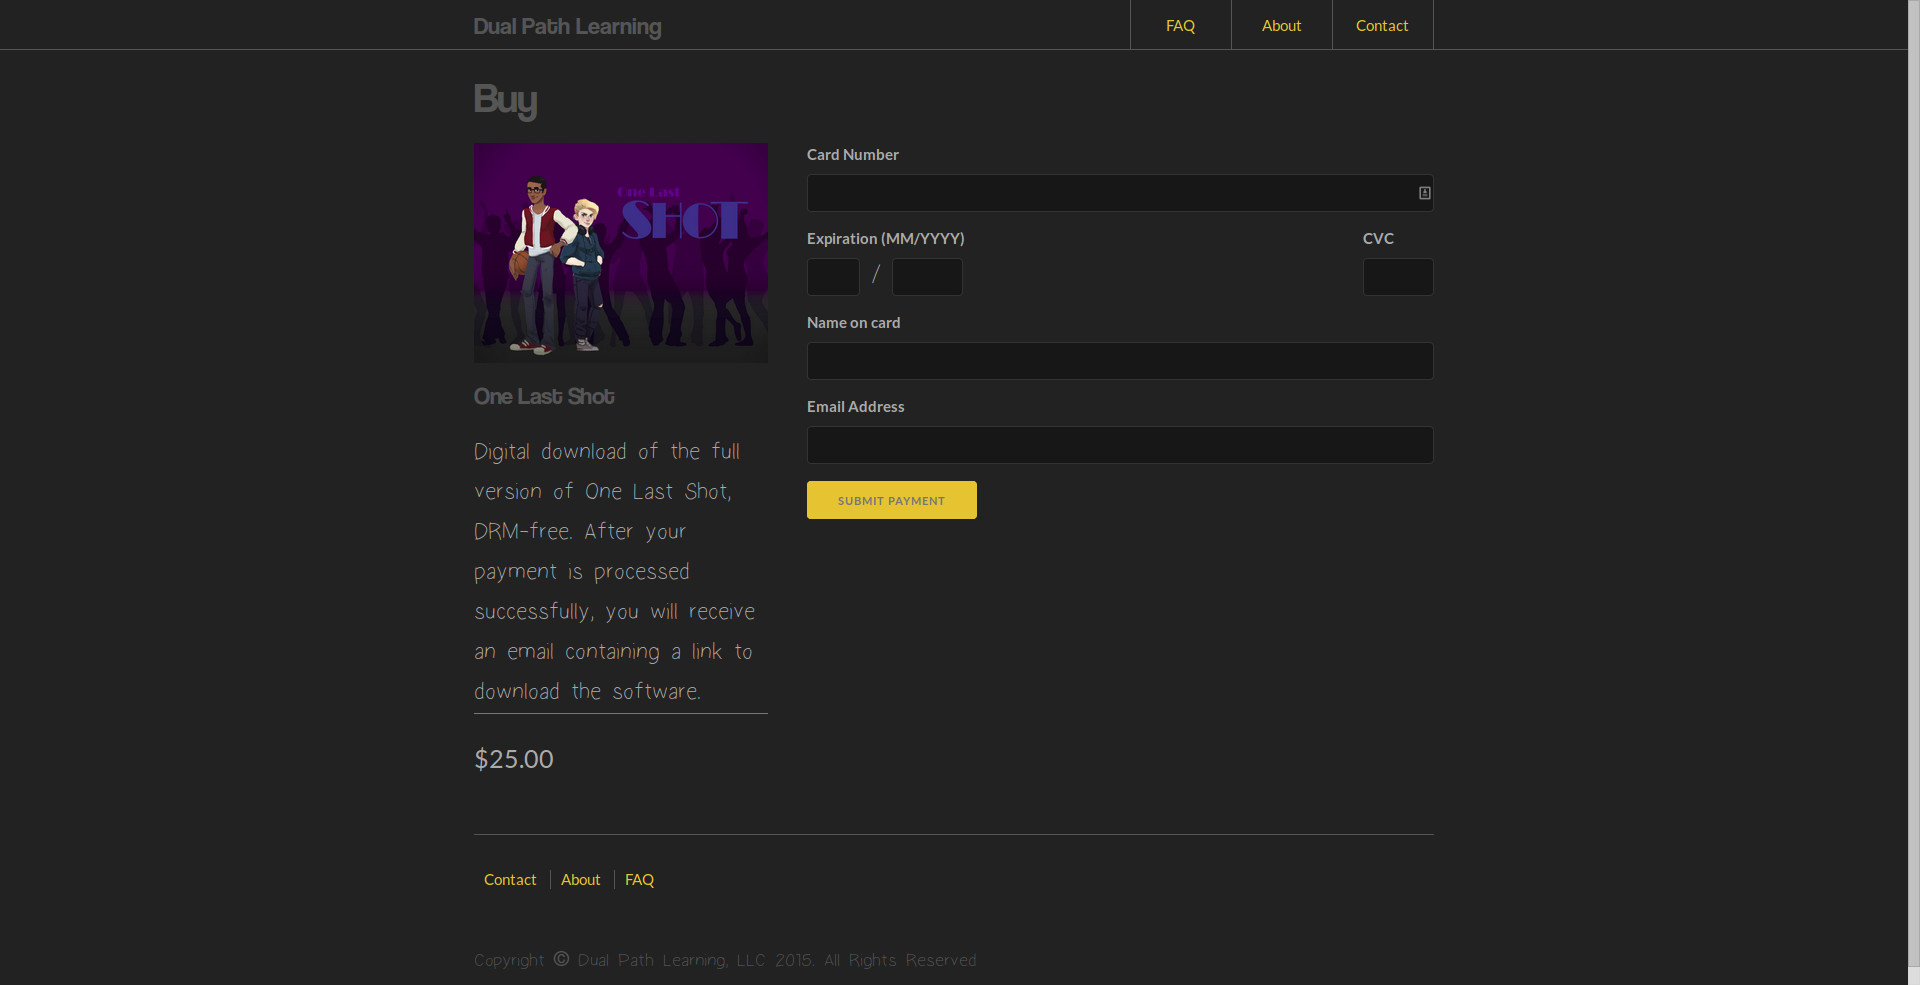 Dual Path Learning
FAQ
About
Contact
Buy
One Last
SHOT
One Last Shot
Digital download of the full
version of One Last Shot,
DRM-free. After your
payment is processed
successfully, you will receive
an email containing a link to
download the software.
$25.00
Card Number
Expiration (MM/YYYY)
CVC
/
Name on card
Email Address
SUBMIT PAYMENT
Contact
About
FAQ
Copyright © Dual Path Learning, LLC 2015. All Rights Reserved